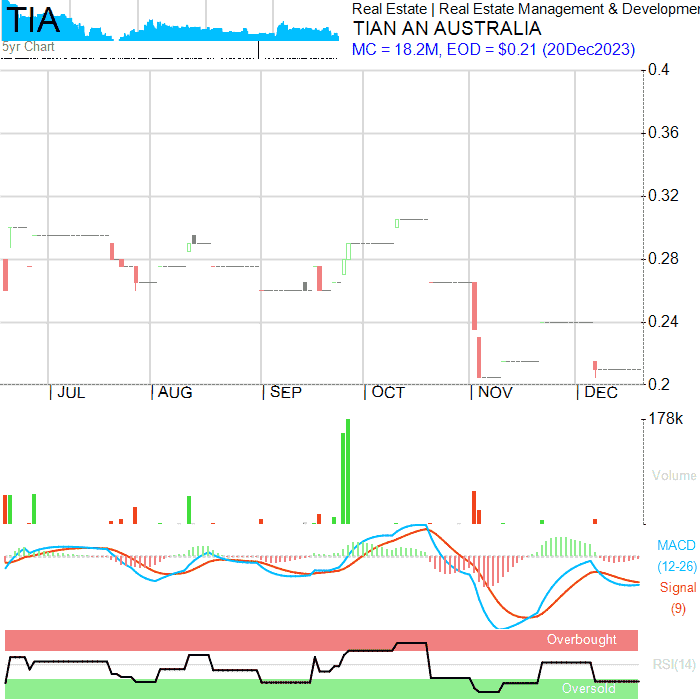 TIA
Real Estate | Real Estate Management & Developmen
5yr Chart
TIAN AN AUSTRALIA
MC = 18.2M, EOD = $0.21 (20Dec2023)
0.4
0.36
0.32
0.28
0.24
0.2
JUL AUG SEP OCT NOV DEC
178k
Volume
MACD
(12-26)
Signal
(9)
Overbought
RSI(14)
Oversold